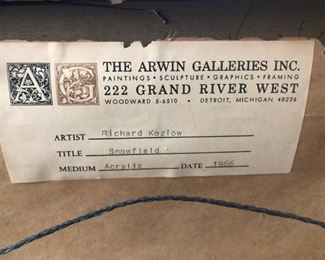 A G
THE ARWIN GALLERIES INC.
PAINTINGS • SCULPTURE • GRAPHICS • FRAMING
222 GRAND RIVER WEST
WOODWARD 5-6510 • DETROIT, MICHIGAN 48226
ARTIST Richard Kozlow
TITLE Snowfield
MEDIUM Acrylic DATE 1966